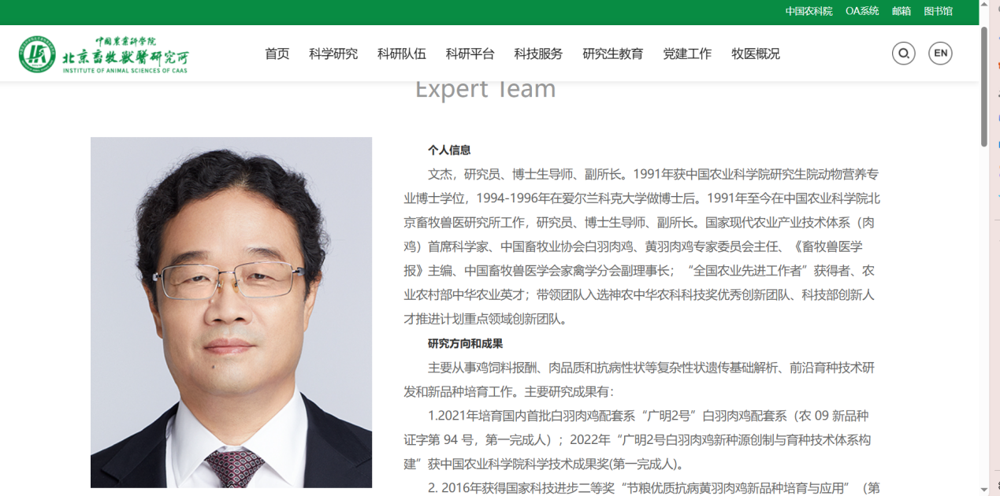 中国农科院 OA系统 邮箱 图书馆
中国农业科学院
北京畜牧兽医研究所
INSTITUTE OF ANIMAL SCIENCES OF CAAS
首页 科学研究 科研队伍 科研平台 科技服务 研究生教育 党建工作 牧医概况
EN
Expert Team
个人信息
文杰，研究员、博士生导师、副所长。1991年获中国农业科学院研究生院动物营养专
业博士学位，1994-1996年在爱尔兰科克大学做博士后。1991年至今在中国农业科学院北
京畜牧兽医研究所工作，研究员、博士生导师、副所长。国家现代农业产业技术体系（肉
鸡）首席科学家、中国畜牧业协会白羽肉鸡、黄羽肉鸡专家委员会主任、《畜牧兽医学
报》主编、中国畜牧兽医学会家禽学分会副理事长；“全国农业先进工作者”获得者、农
业农村部中华农业英才；带领团队入选神农中华农科科技奖优秀创新团队、科技部创新人
才推进计划重点领域创新团队。
研究方向和成果
主要从事鸡饲料报酬、肉品质和抗病性状等复杂性状遗传基础解析、前沿育种技术研
发和新品种培育工作。主要研究成果有：
1.2021年培育国内首批白羽肉鸡配套系“广明2号”白羽肉鸡配套系（农 09 新品种
证字第 94 号，第一完成人）；2022年“广明2号白羽肉鸡新种源创制与育种技术体系构
建”获中国农业科学院科学技术成果奖(第一完成人)。
2. 2016年获得国家科技进步二等奖“节粮优质抗病黄羽肉鸡新品种培育与应用”（第